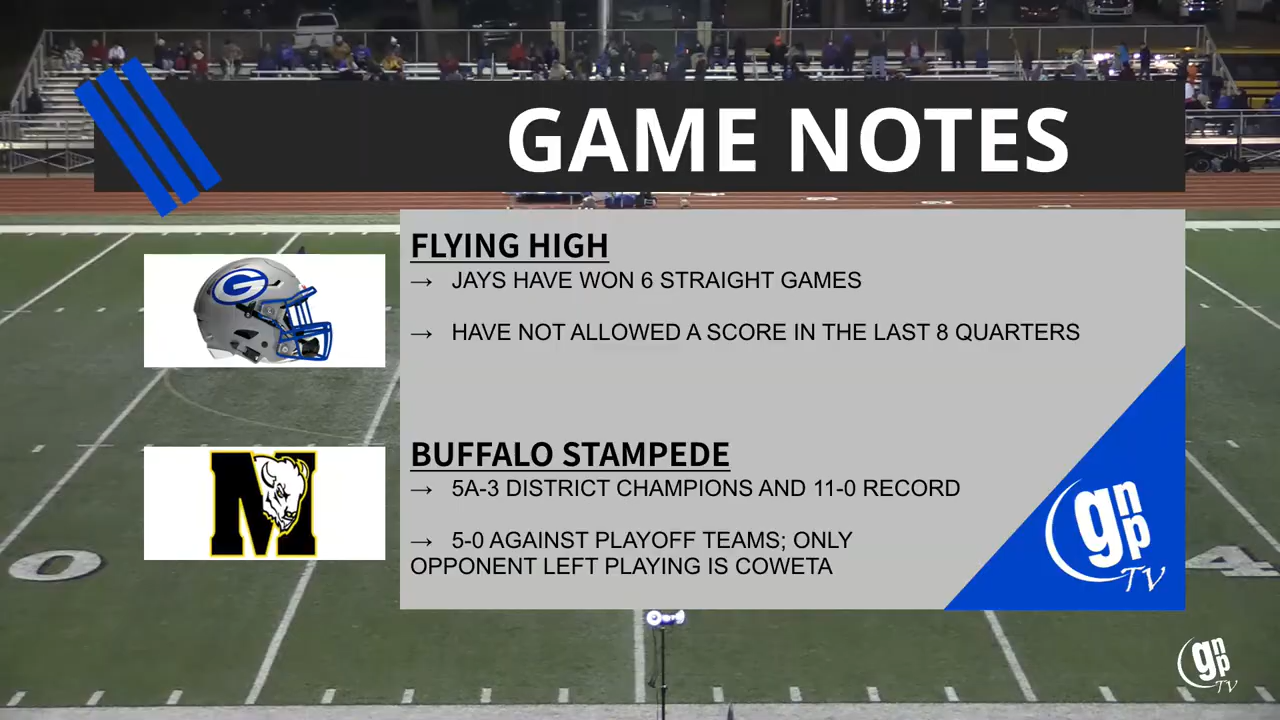 GAME NOTES
FLYING HIGH
→ JAYS HAVE WON 6 STRAIGHT GAMES
→ HAVE NOT ALLOWED A SCORE IN THE LAST 8 QUARTERS
G
BUFFALO STAMPEDE
→ 5A-3 DISTRICT CHAMPIONS AND 11-0 RECORD
→ 5-0 AGAINST PLAYOFF TEAMS; ONLY
OPPONENT LEFT PLAYING IS COWETA
M
gnp
TV
0
4
gnp
TV